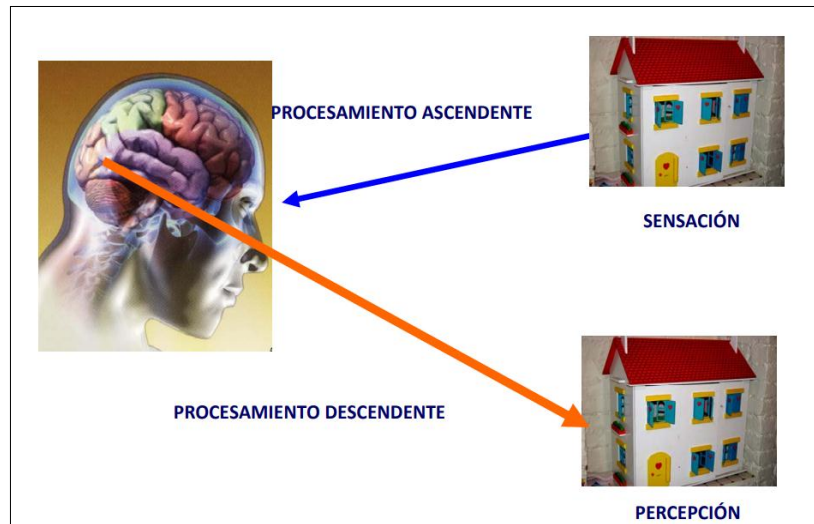 PROCESAMIENTO ASCENDENTE
SENSACIÓN
PROCESAMIENTO DESCENDENTE
PERCEPCIÓN